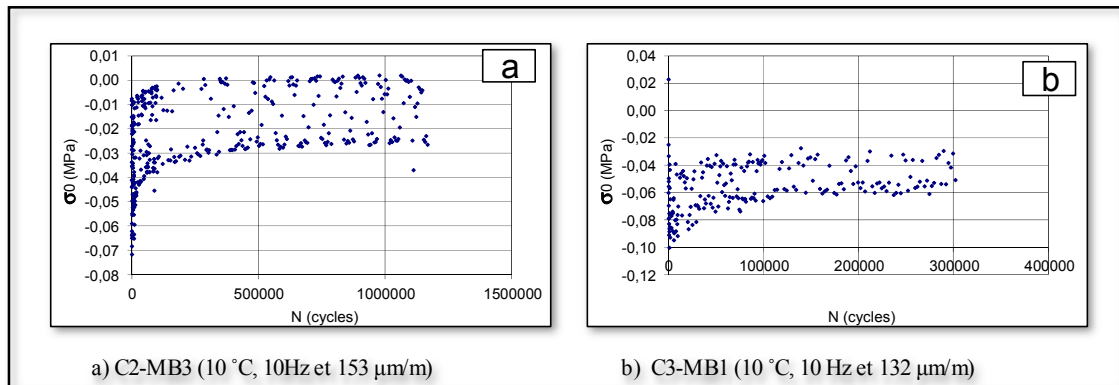 a
0,01
0,00
-0,01
-0,02
-0,03
-0,04
-0,05
-0,06
-0,07
-0,08
σ0 (MPa)
0 500000 1000000 1500000
N (cycles)
b
0,04
0,02
0,00
-0,02
-0,04
-0,06
-0,08
-0,10
-0,12
σ0 (MPa)
0 100000 200000 300000 400000
N (cycles)
a) C2-MB3 (10 ˚C, 10Hz et 153 μm/m)
b) C3-MB1 (10 ˚C, 10 Hz et 132 μm/m)